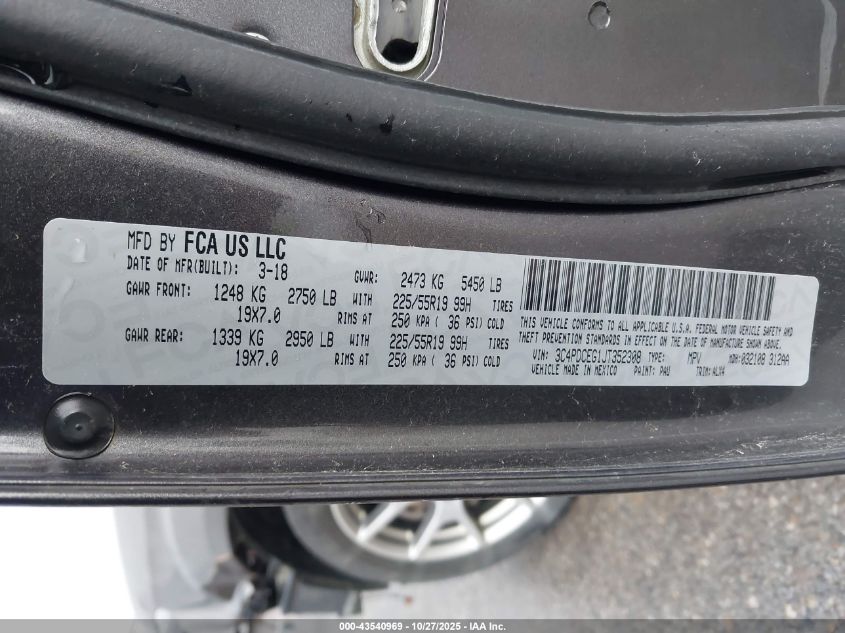 MFD BY FCA US LLC
DATE OF MFR(BUILT): 3-18 GVWR: 2473 KG 5450 LB
GAWR FRONT: 1248 KG 2750 LB WITH 225/55R19 99H TIRES
19X7.0 RIMS AT 250 KPA ( 36 PSI) COLD
GAWR REAR: 1339 KG 2950 LB WITH 225/55R19 99H TIRES
19X7.0 RIMS AT 250 KPA ( 36 PSI) COLD
THIS VEHICLE CONFORMS TO ALL APPLICABLE U.S.A. FEDERAL MOTOR VEHICLE SAFETY AND
THEFT PREVENTION STANDARDS IN EFFECT ON THE DATE OF MANUFACTURE SHOWN ABOVE.
VIN: 3C4PDCEG1JT352308 TYPE: MPV MDH: 032108 312AA
VEHICLE MADE IN MEXICO PAINT: PAU TRIM: ALX9
000-43540969 | 10/27/2025 | IAA Inc.